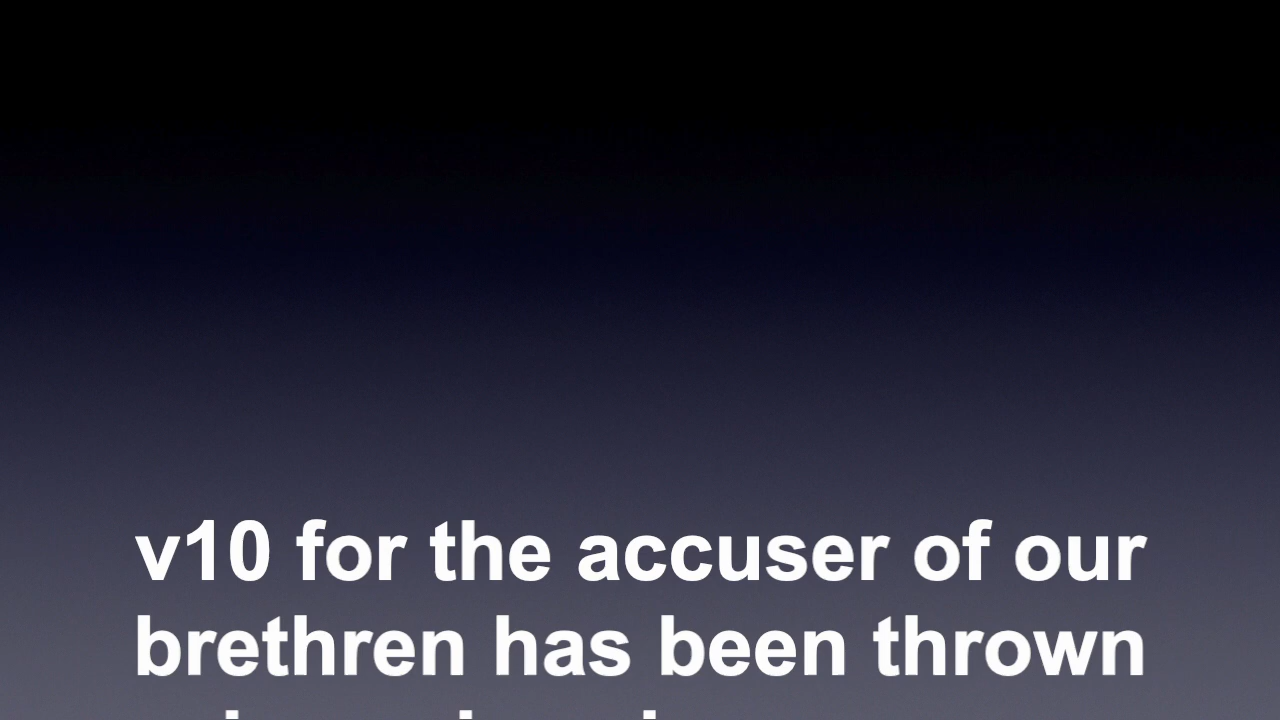 v10 for the accuser of our
brethren has been thrown